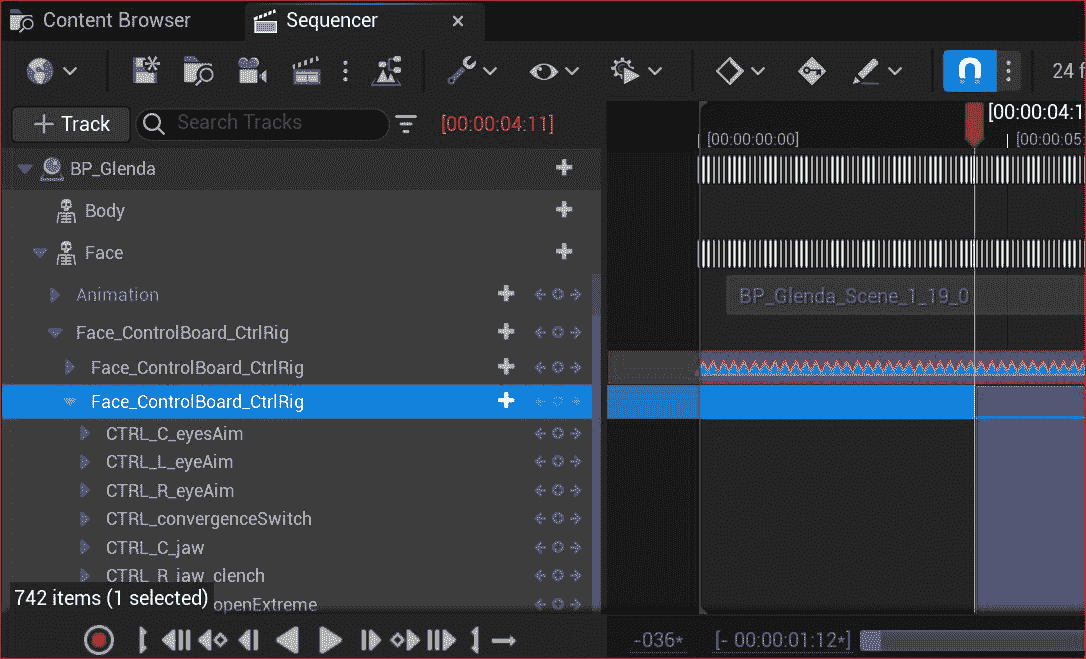 Content Browser
Sequencer
24 f
Track
Search Tracks
[00:00:04:11]
[00:00:04:1
[00:00:00:00]
[00:00:05:
BP_Glenda
Body
Face
Animation
BP_Glenda_Scene_1_19_0
Face_ControlBoard_CtrlRig
Face_ControlBoard_CtrlRig
Face_ControlBoard_CtrlRig
CTRL_C_eyesAim
CTRL_L_eyeAim
CTRL_R_eyeAim
CTRL_convergenceSwitch
CTRL_C_jaw
CTRL_R_jaw_clench
742 items (1 selected)
openExtreme
-036*
[- 00:00:01:12*]